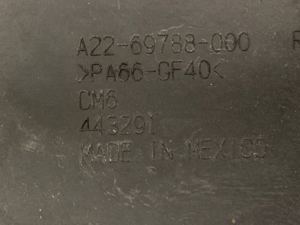 A22-69788-000 R
>PA66-GF40<
CM6
443291
MADE IN MEXICO